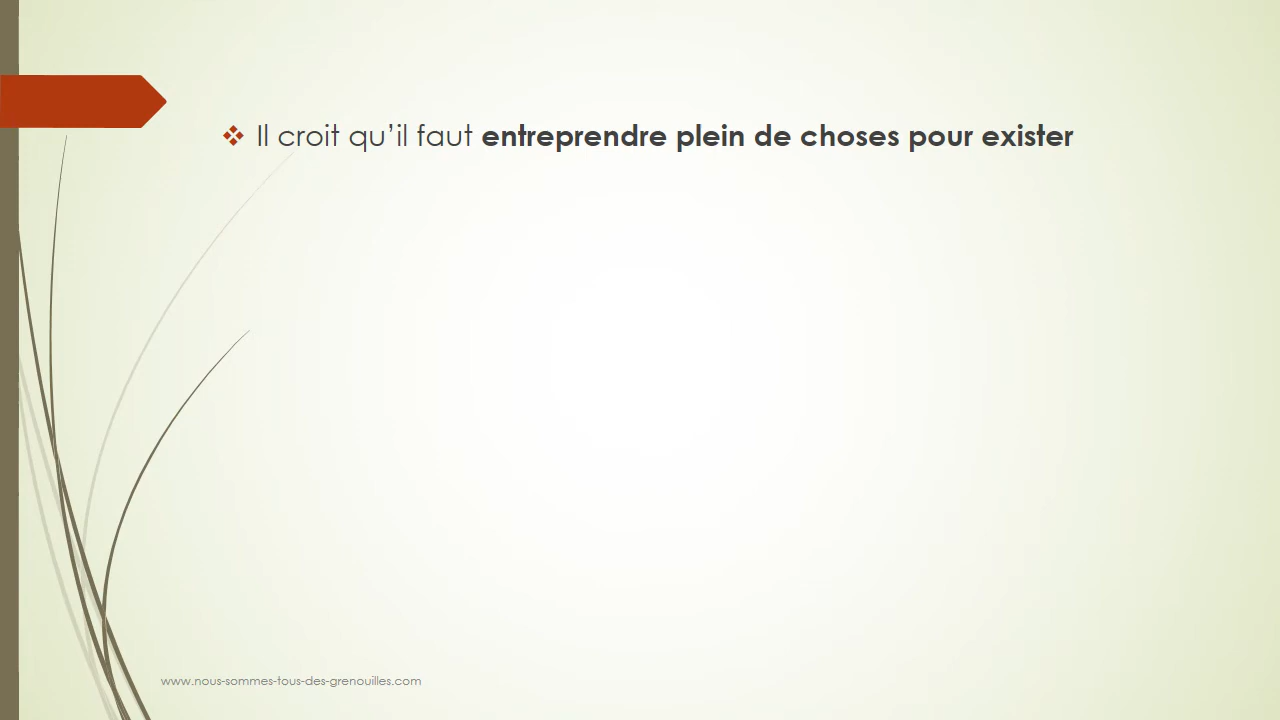 Il croit qu’il faut entreprendre plein de choses pour exister
www.nous-sommes-tous-des-grenouilles.com